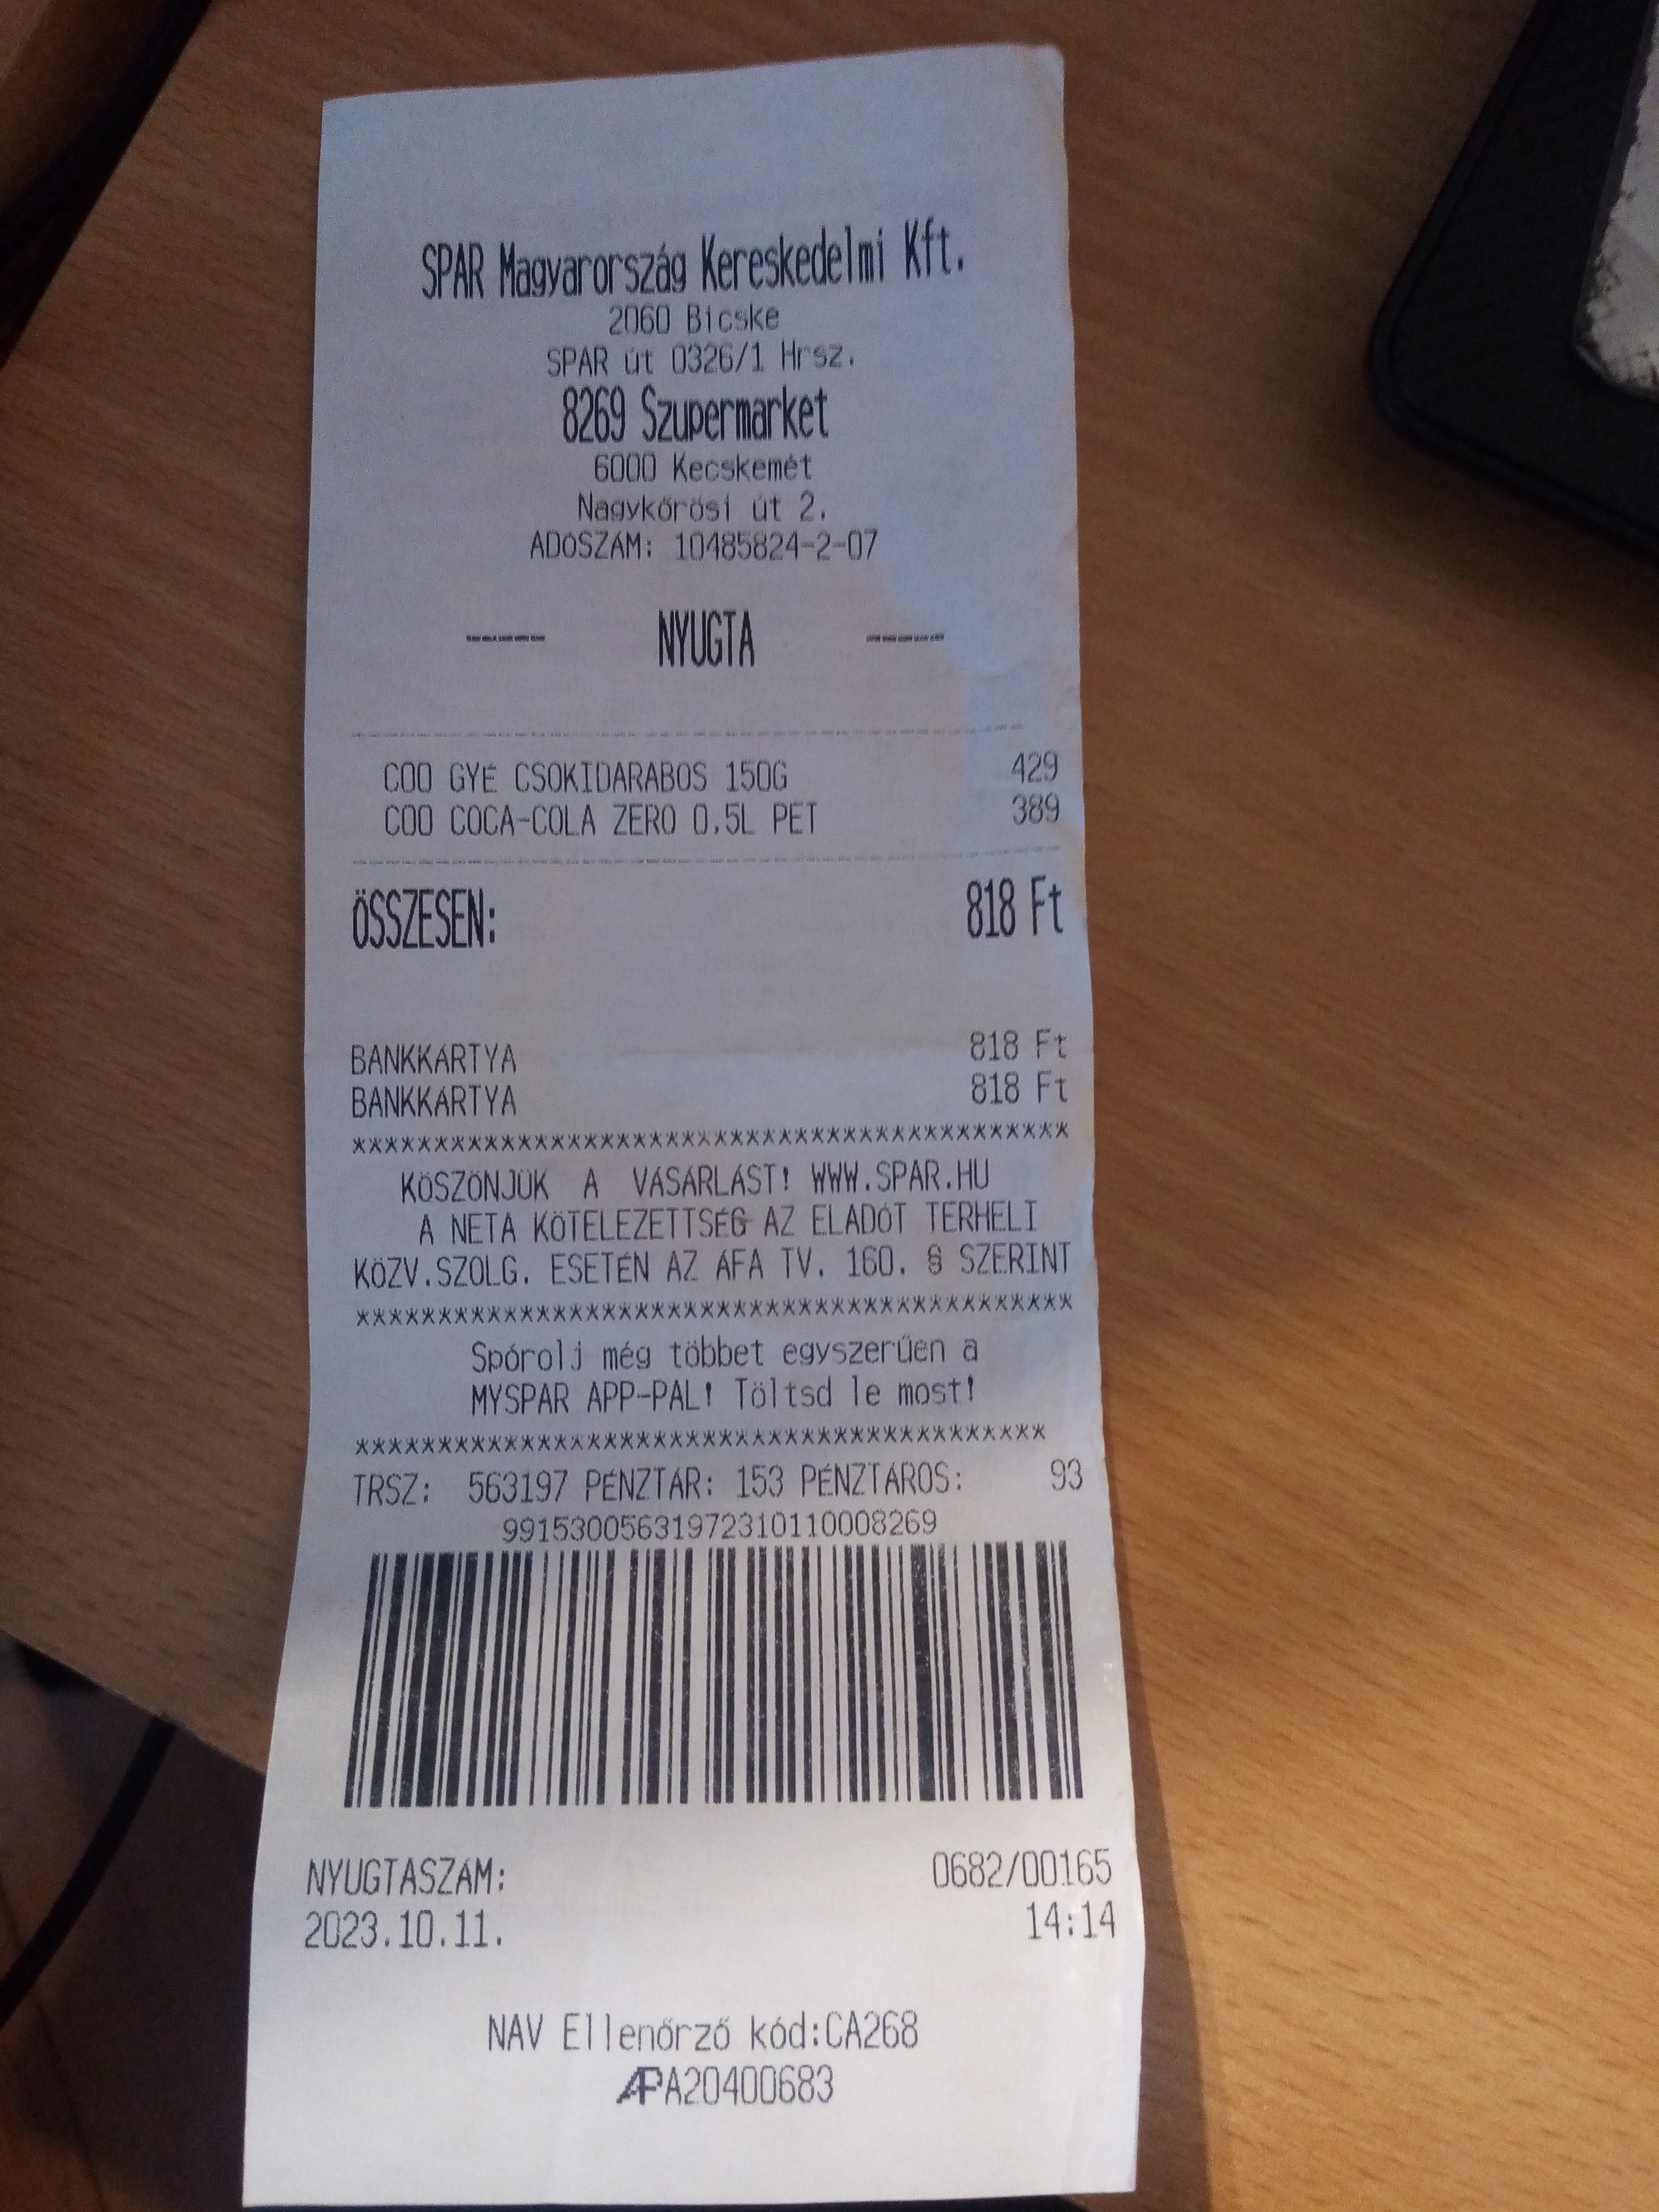 SPAR Magyarország Kereskedelmi Kft.
2060 Bicske
SPAR út 0326/1 Hrsz.
8269 Szupermarket
6000 Kecskemét
Nagykőrösi út 2.
ADÓSZÁM: 10485824-2-07
NYUGTA
C00 GYÉ CSOKIDARABOS 150G 429
C00 COCA-COLA ZERO 0,5L PET 389
ÖSSZESEN: 818 Ft
BANKKÁRTYA 818 Ft
BANKKÁRTYA 818 Ft
*******************************************
KÖSZÖNJÜK A VÁSÁRLÁST! WWW.SPAR.HU
A NETA KÖTELEZETTSÉG AZ ELADÓT TERHELI
KÖZV.SZOLG. ESETÉN AZ ÁFA TV. 160. § SZERINT
*******************************************
Spórolj még többet egyszerűen a
MYSPAR APP-PAL! Töltsd le most!
*****************************************
TRSZ: 563197 PÉNZTÁR: 153 PÉNZTÁROS: 93
99153005631972310110008269
NYUGTASZÁM: 0682/00165
2023.10.11. 14:14
NAV Ellenőrző kód:CA268
APA20400683